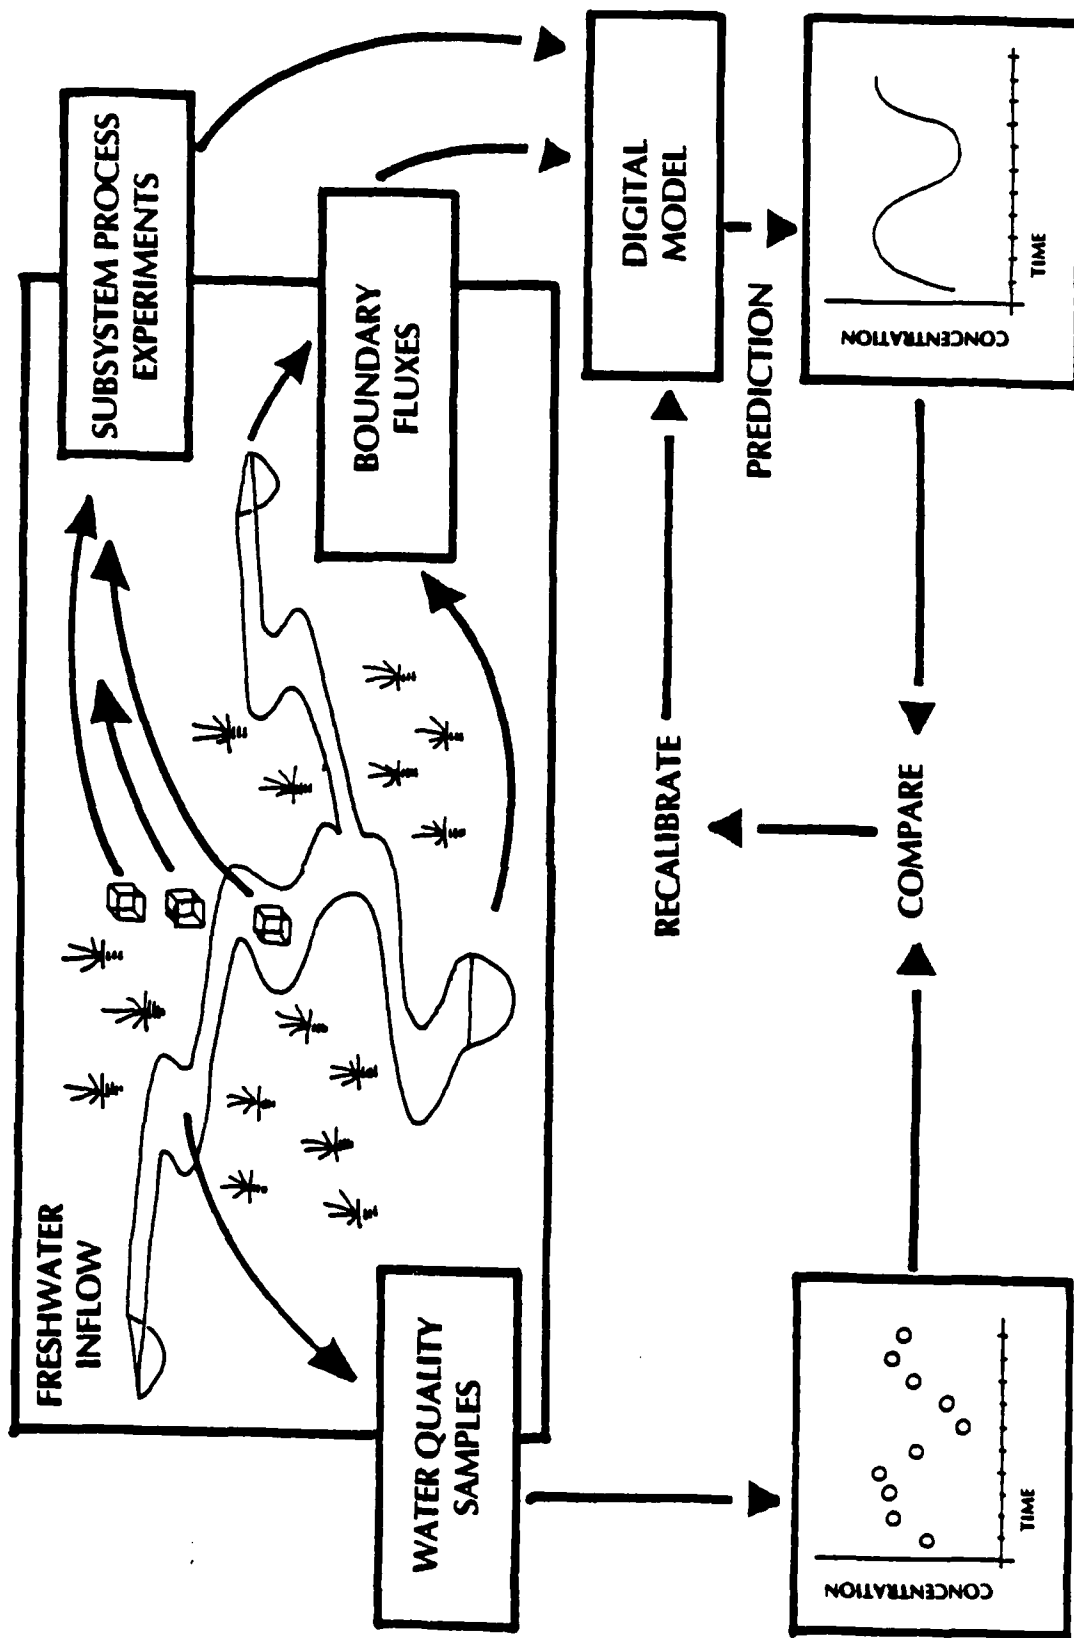 FRESHWATER
INFLOW
SUBSYSTEM PROCESS
EXPERIMENTS
BOUNDARY
FLUXES
WATER QUALITY
SAMPLES
DIGITAL
MODEL
RECALIBRATE
PREDICTION
COMPARE
CONCENTRATION
TIME
CONCENTRATION
TIME